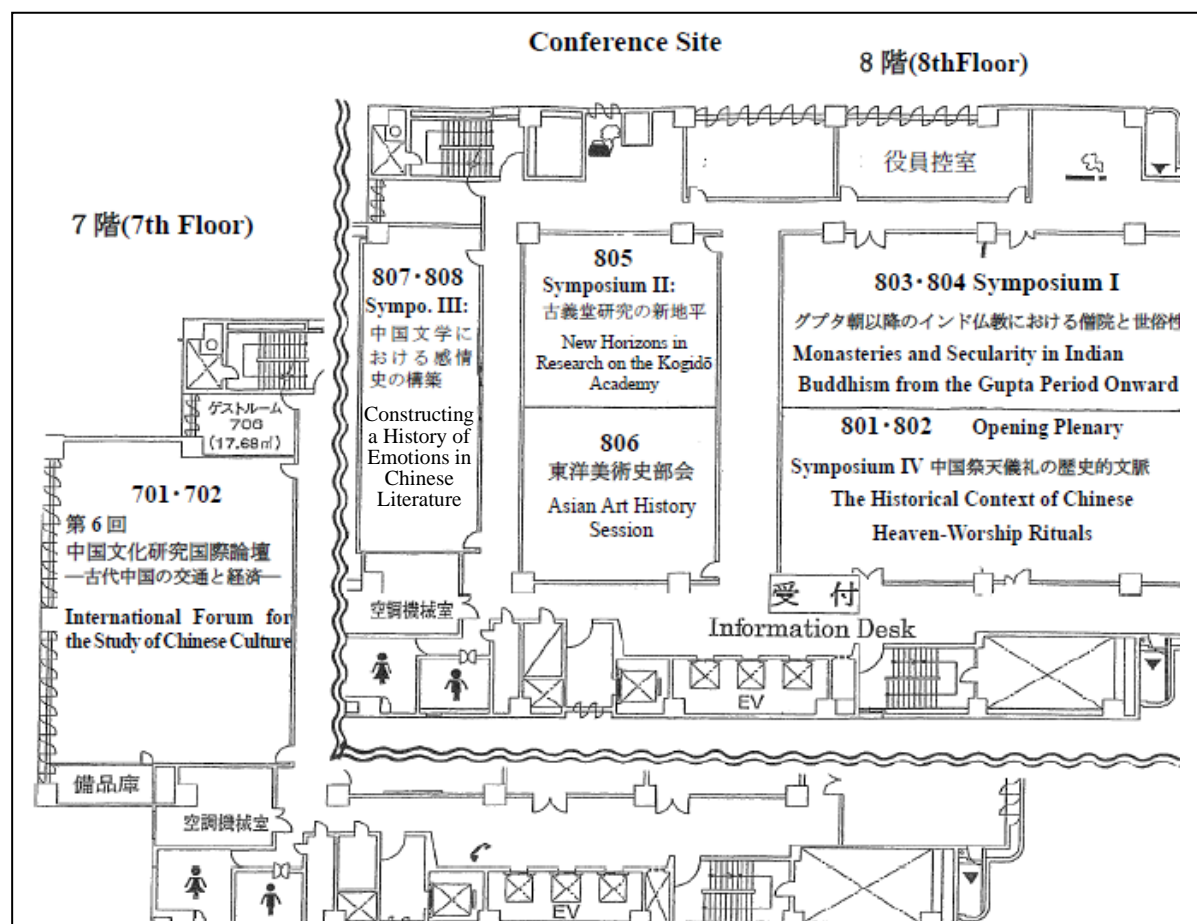 Conference Site
8 階(8thFloor)
役員控室
7 階(7th Floor)
807・808
Sympo. III:
中国文学に
おける感情
史の構築
Constructing
a History of
Emotions in
Chinese
Literature
805
Symposium II:
古義堂研究の新地平
New Horizons in
Research on the Kogidō
Academy
806
東洋美術史部会
Asian Art History
Session
803・804 Symposium I
グプタ朝以降のインド仏教における僧院と世俗性
Monasteries and Secularity in Indian
Buddhism from the Gupta Period Onward
801・802 Opening Plenary
Symposium IV 中国祭天儀礼の歴史的文脈
The Historical Context of Chinese
Heaven-Worship Rituals
ゲストルーム
706
(17.68㎡)
701・702
第 6 回
中国文化研究国際論壇
―古代中国の交通と経済―
International Forum for
the Study of Chinese Culture
空調機械室
受 付
Information Desk
EV
備品庫
空調機械室
EV